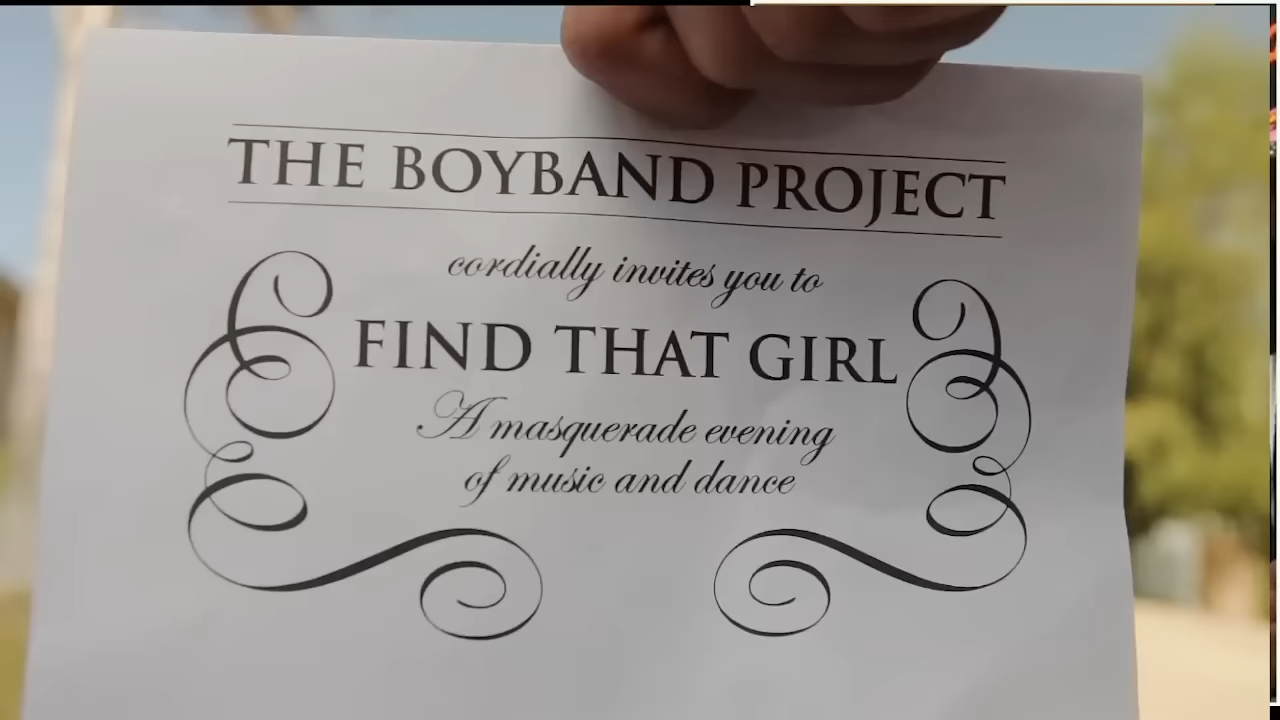 THE BOYBAND PROJECT
cordially invites you to
FIND THAT GIRL
A masquerade evening
of music and dance